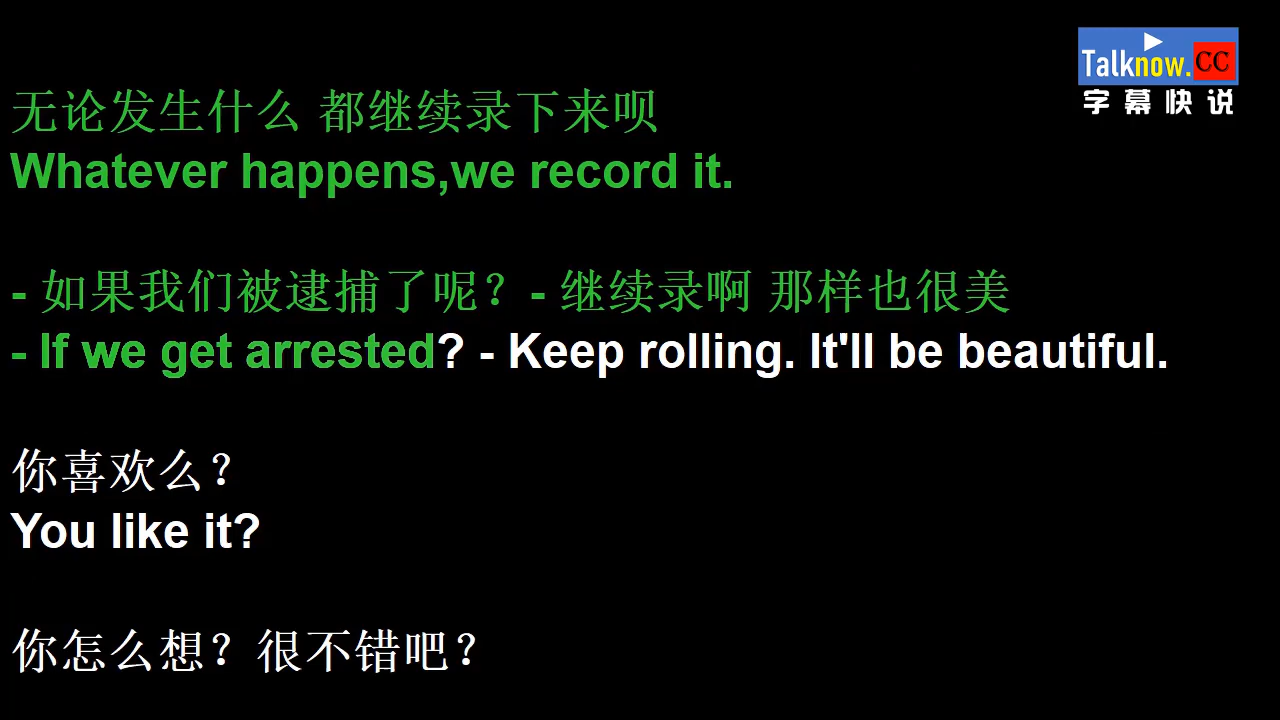 Talknow.CC
字幕快说
无论发生什么 都继续录下来呗
Whatever happens,we record it.
- 如果我们被逮捕了呢？- 继续录啊 那样也很美
- If we get arrested? - Keep rolling. It'll be beautiful.
你喜欢么？
You like it?
你怎么想？很不错吧？